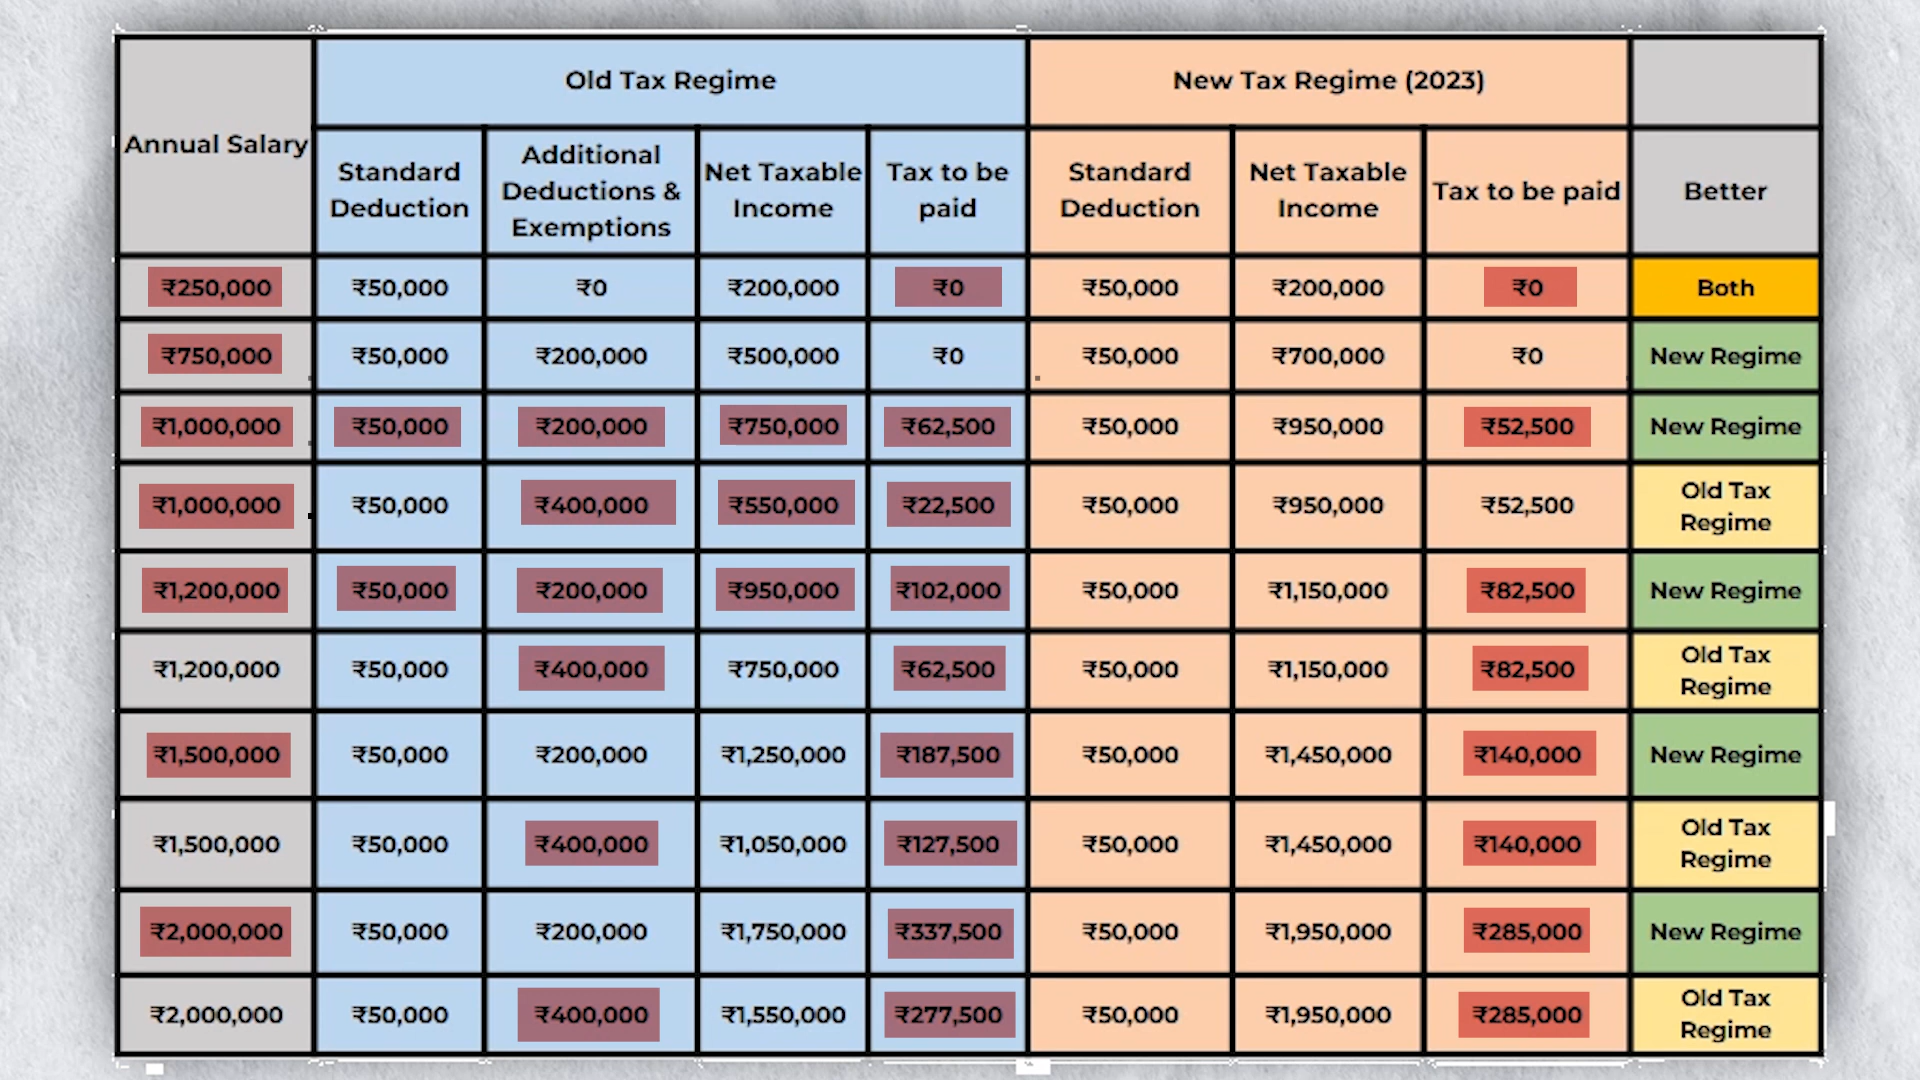 Old Tax Regime
New Tax Regime (2023)
Annual Salary
Standard
Deduction
Additional
Deductions &
Exemptions
Net Taxable
Income
Tax to be
paid
Standard
Deduction
Net Taxable
Income
Tax to be paid
Better
₹250,000 ₹50,000 ₹0 ₹200,000 ₹0 ₹50,000 ₹200,000 ₹0 Both
₹750,000 ₹50,000 ₹200,000 ₹500,000 ₹0 ₹50,000 ₹700,000 ₹0 New Regime
₹1,000,000 ₹50,000 ₹200,000 ₹750,000 ₹62,500 ₹50,000 ₹950,000 ₹52,500 New Regime
₹1,000,000 ₹50,000 ₹400,000 ₹550,000 ₹22,500 ₹50,000 ₹950,000 ₹52,500 Old Tax
Regime
₹1,200,000 ₹50,000 ₹200,000 ₹950,000 ₹102,000 ₹50,000 ₹1,150,000 ₹82,500 New Regime
₹1,200,000 ₹50,000 ₹400,000 ₹750,000 ₹62,500 ₹50,000 ₹1,150,000 ₹82,500 Old Tax
Regime
₹1,500,000 ₹50,000 ₹200,000 ₹1,250,000 ₹187,500 ₹50,000 ₹1,450,000 ₹140,000 New Regime
₹1,500,000 ₹50,000 ₹400,000 ₹1,050,000 ₹127,500 ₹50,000 ₹1,450,000 ₹140,000 Old Tax
Regime
₹2,000,000 ₹50,000 ₹200,000 ₹1,750,000 ₹337,500 ₹50,000 ₹1,950,000 ₹285,000 New Regime
₹2,000,000 ₹50,000 ₹400,000 ₹1,550,000 ₹277,500 ₹50,000 ₹1,950,000 ₹285,000 Old Tax
Regime